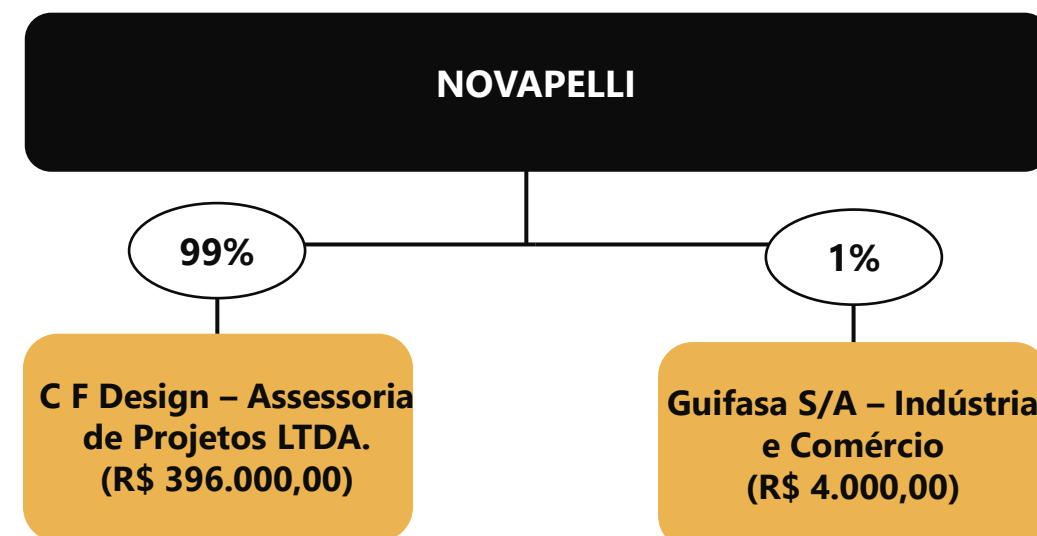 NOVAPELLI
99%
1%
C F Design – Assessoria
de Projetos LTDA.
(R$ 396.000,00)
Guifasa S/A – Indústria
e Comércio
(R$ 4.000,00)